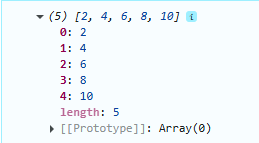 (5) [2, 4, 6, 8, 10] i
0: 2
1: 4
2: 6
3: 8
4: 10
length: 5
[[Prototype]]: Array(0)